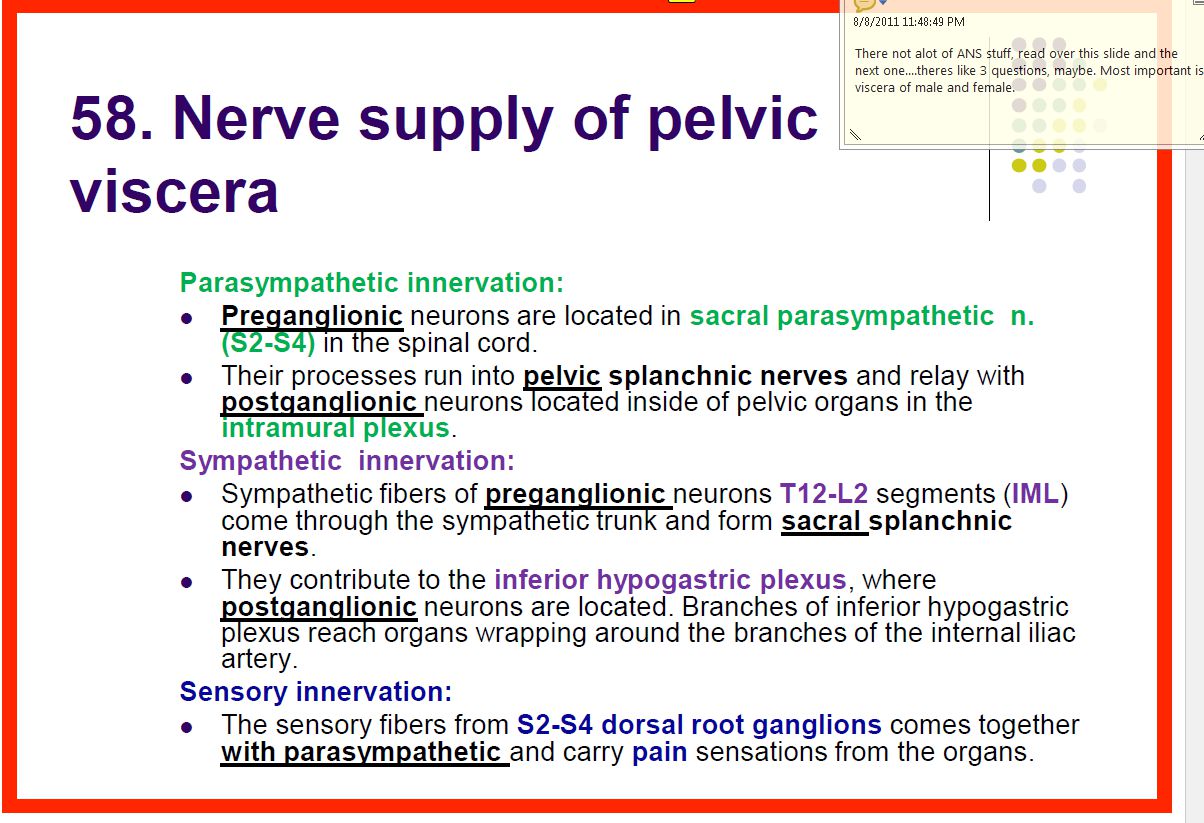 8/8/2011 11:48:49 PM
There not alot of ANS stuff, read over this slide and the
next one....theres like 3 questions, maybe. Most important is
viscera of male and female.
58. Nerve supply of pelvic
viscera
Parasympathetic innervation:
Preganglionic neurons are located in sacral parasympathetic n.
(S2-S4) in the spinal cord.
Their processes run into pelvic splanchnic nerves and relay with
postganglionic neurons located inside of pelvic organs in the
intramural plexus.
Sympathetic innervation:
Sympathetic fibers of preganglionic neurons T12-L2 segments (IML)
come through the sympathetic trunk and form sacral splanchnic
nerves.
They contribute to the inferior hypogastric plexus, where
postganglionic neurons are located. Branches of inferior hypogastric
plexus reach organs wrapping around the branches of the internal iliac
artery.
Sensory innervation:
The sensory fibers from S2-S4 dorsal root ganglions comes together
with parasympathetic and carry pain sensations from the organs.